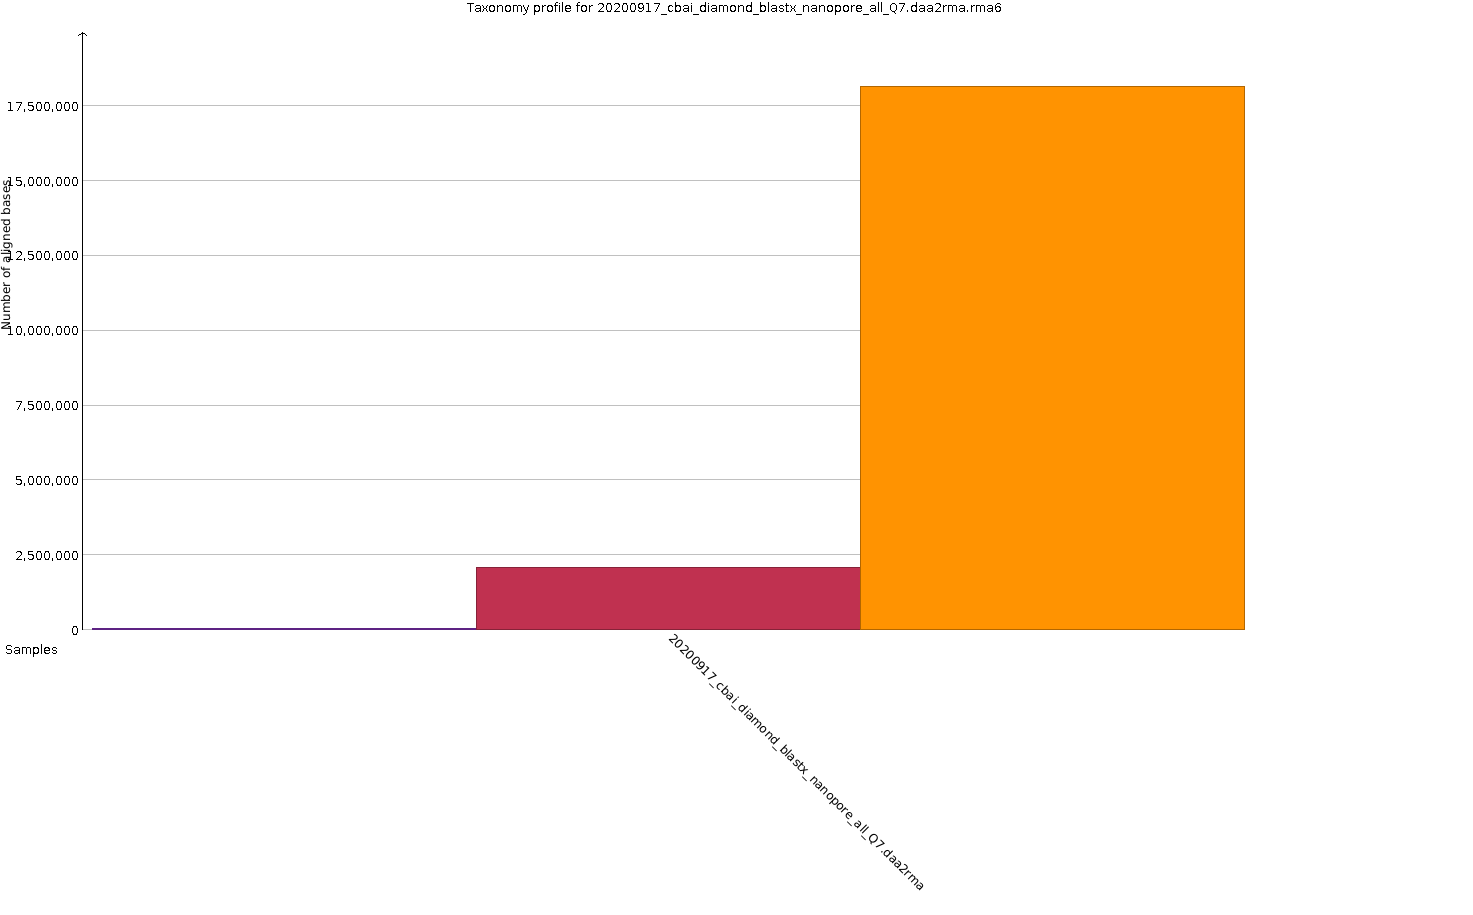 Taxonomy profile for 20200917_cbai_diamond_blastx_nanopore_all_Q7.daa2rma.rma6
17,500,000
15,000,000
12,500,000
10,000,000
7,500,000
5,000,000
2,500,000
0
Number of aligned bases
Samples
20200917_cbai_diamond_blastx_nanopore_all_Q7.daa2rma